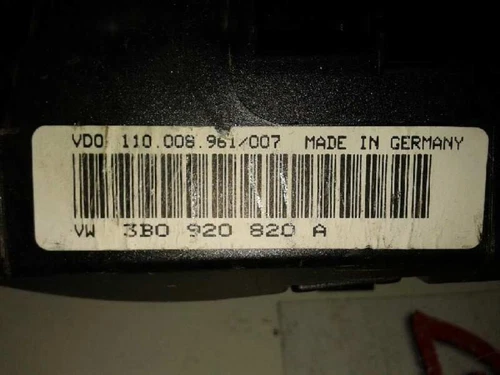 VDO 110.008.961/007 MADE IN GERMANY
VW 3B0 920 820 A